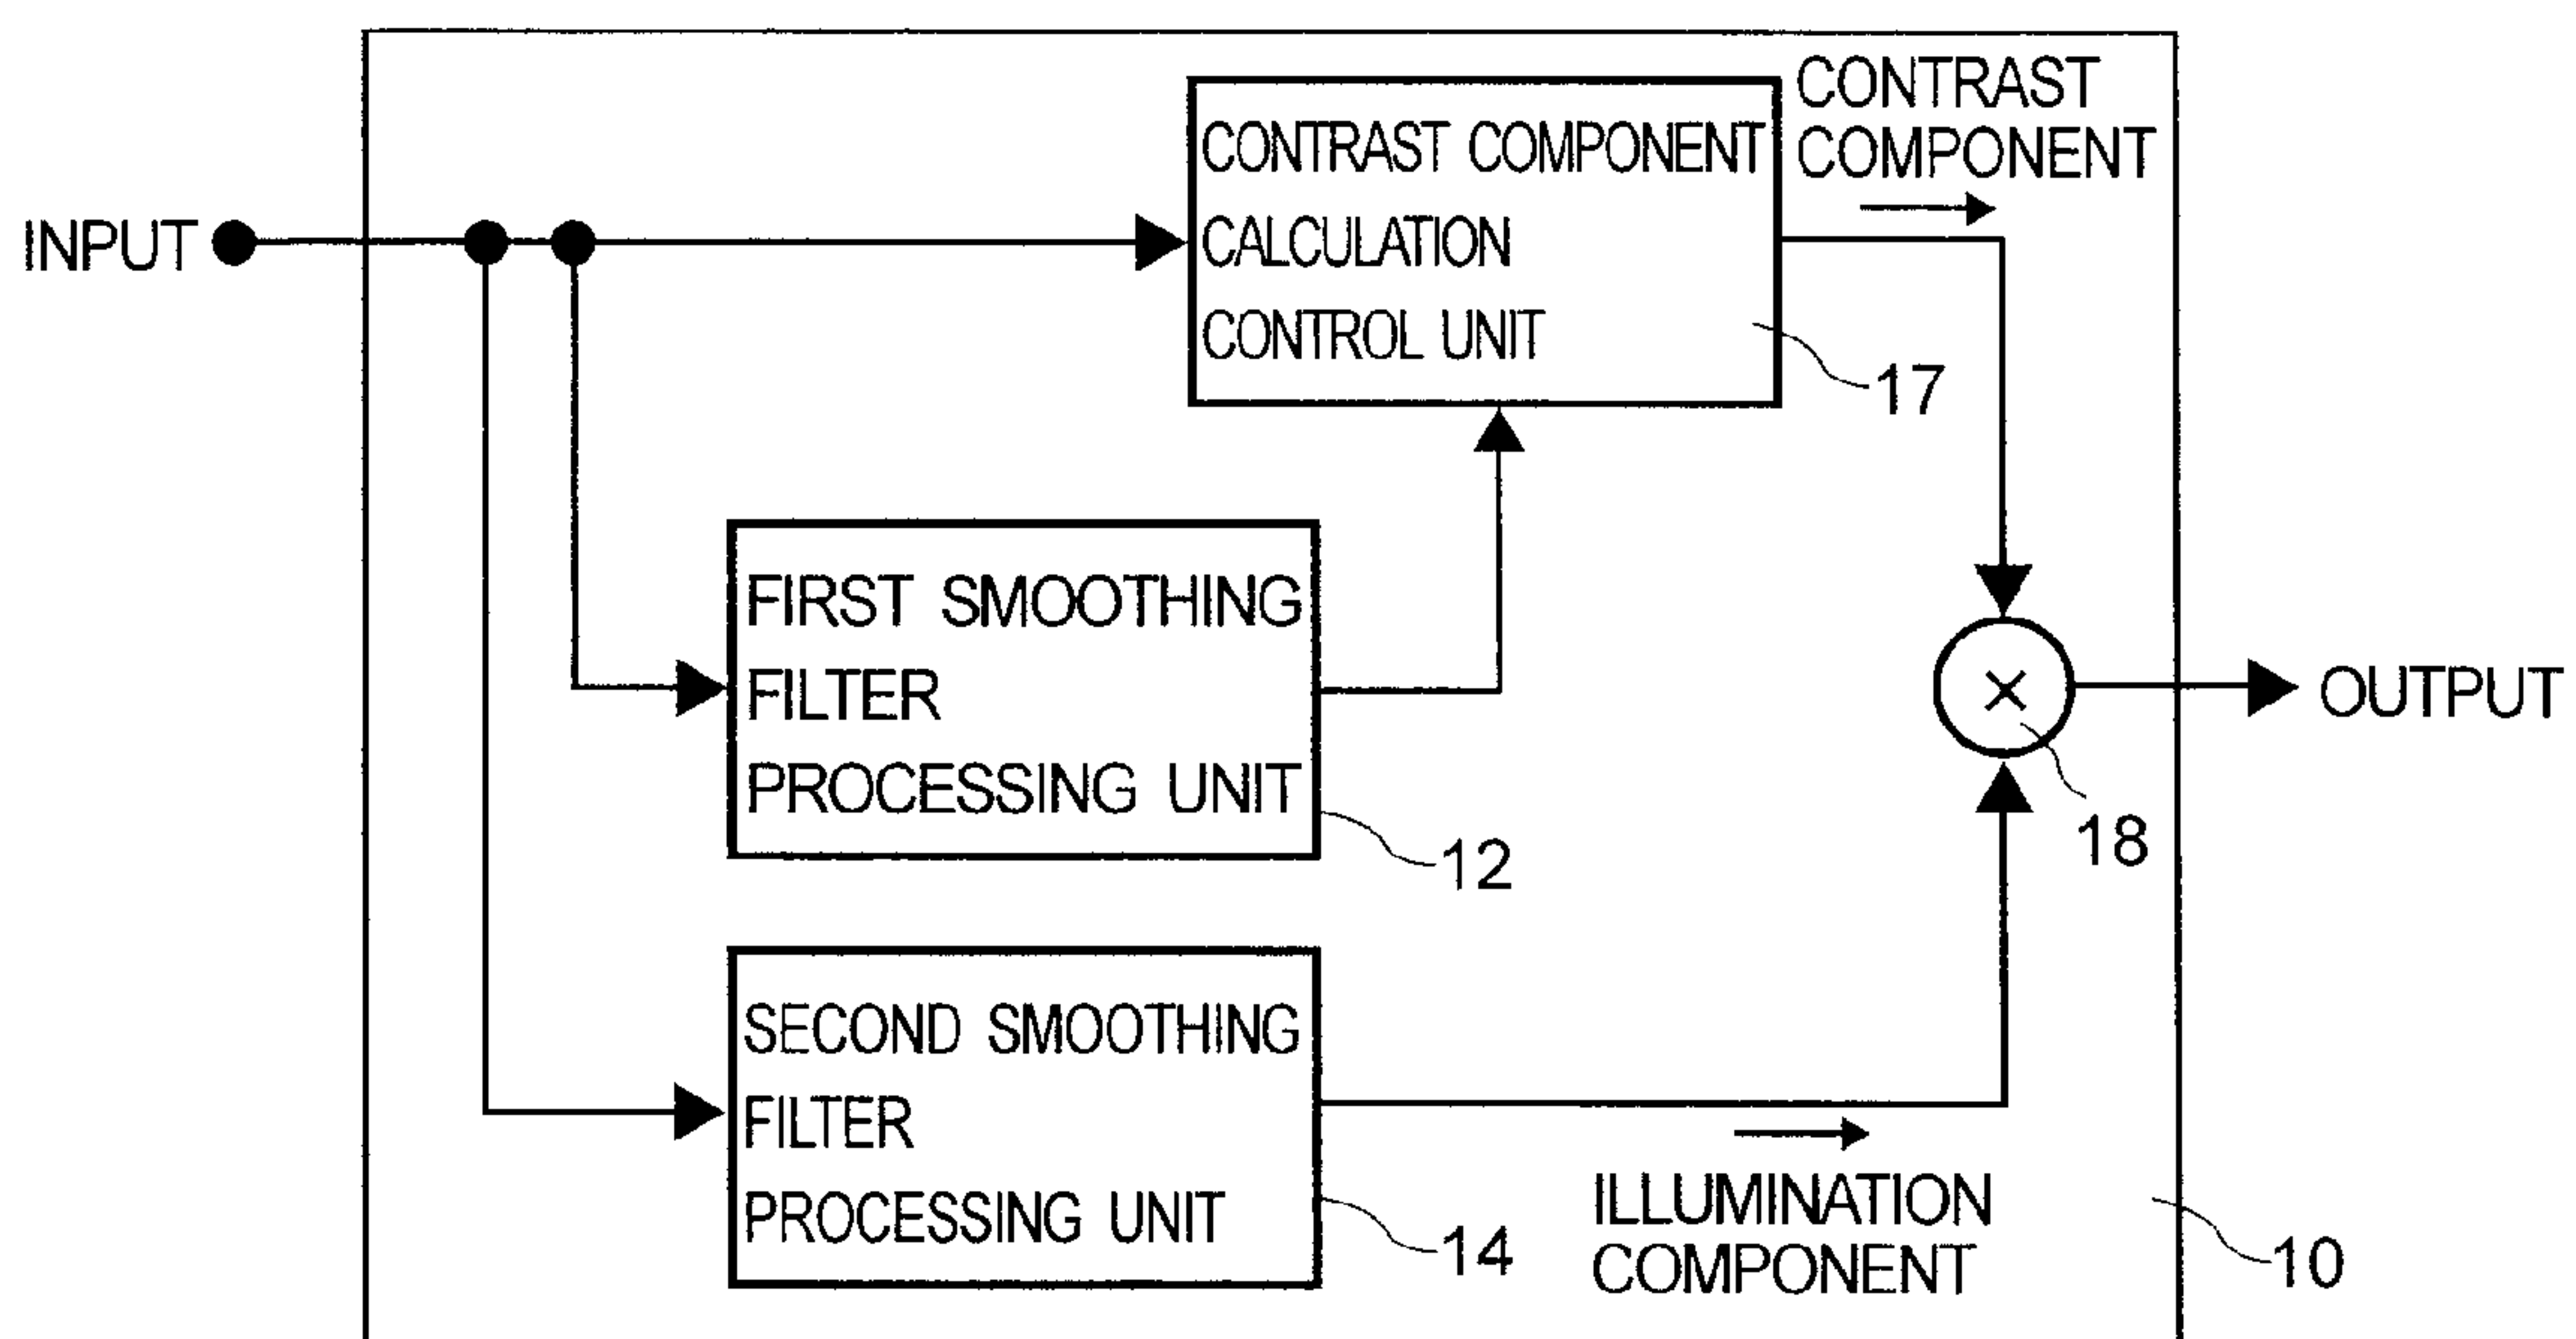 CONTRAST
COMPONENT
CONTRAST COMPONENT
CALCULATION
CONTROL UNIT
17
INPUT
FIRST SMOOTHING
FILTER
PROCESSING UNIT
12
×
18
OUTPUT
SECOND SMOOTHING
FILTER
PROCESSING UNIT
14
ILLUMINATION
COMPONENT
10